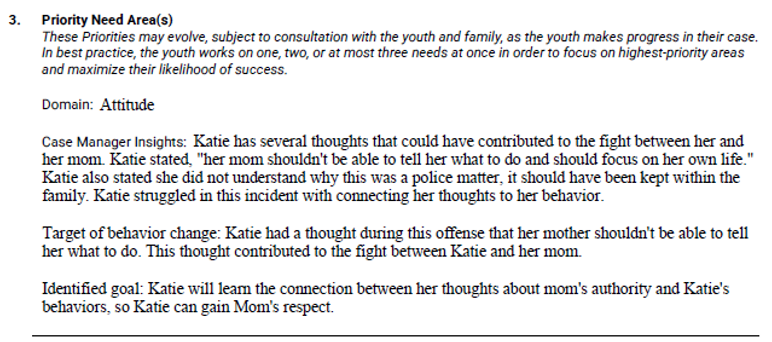 3. Priority Need Area(s)
These Priorities may evolve, subject to consultation with the youth and family, as the youth makes progress in their case.
In best practice, the youth works on one, two, or at most three needs at once in order to focus on highest-priority areas
and maximize their likelihood of success.
Domain: Attitude
Case Manager Insights: Katie has several thoughts that could have contributed to the fight between her and
her mom. Katie stated, "her mom shouldn't be able to tell her what to do and should focus on her own life."
Katie also stated she did not understand why this was a police matter, it should have been kept within the
family. Katie struggled in this incident with connecting her thoughts to her behavior.
Target of behavior change: Katie had a thought during this offense that her mother shouldn't be able to tell
her what to do. This thought contributed to the fight between Katie and her mom.
Identified goal: Katie will learn the connection between her thoughts about mom's authority and Katie's
behaviors, so Katie can gain Mom's respect.